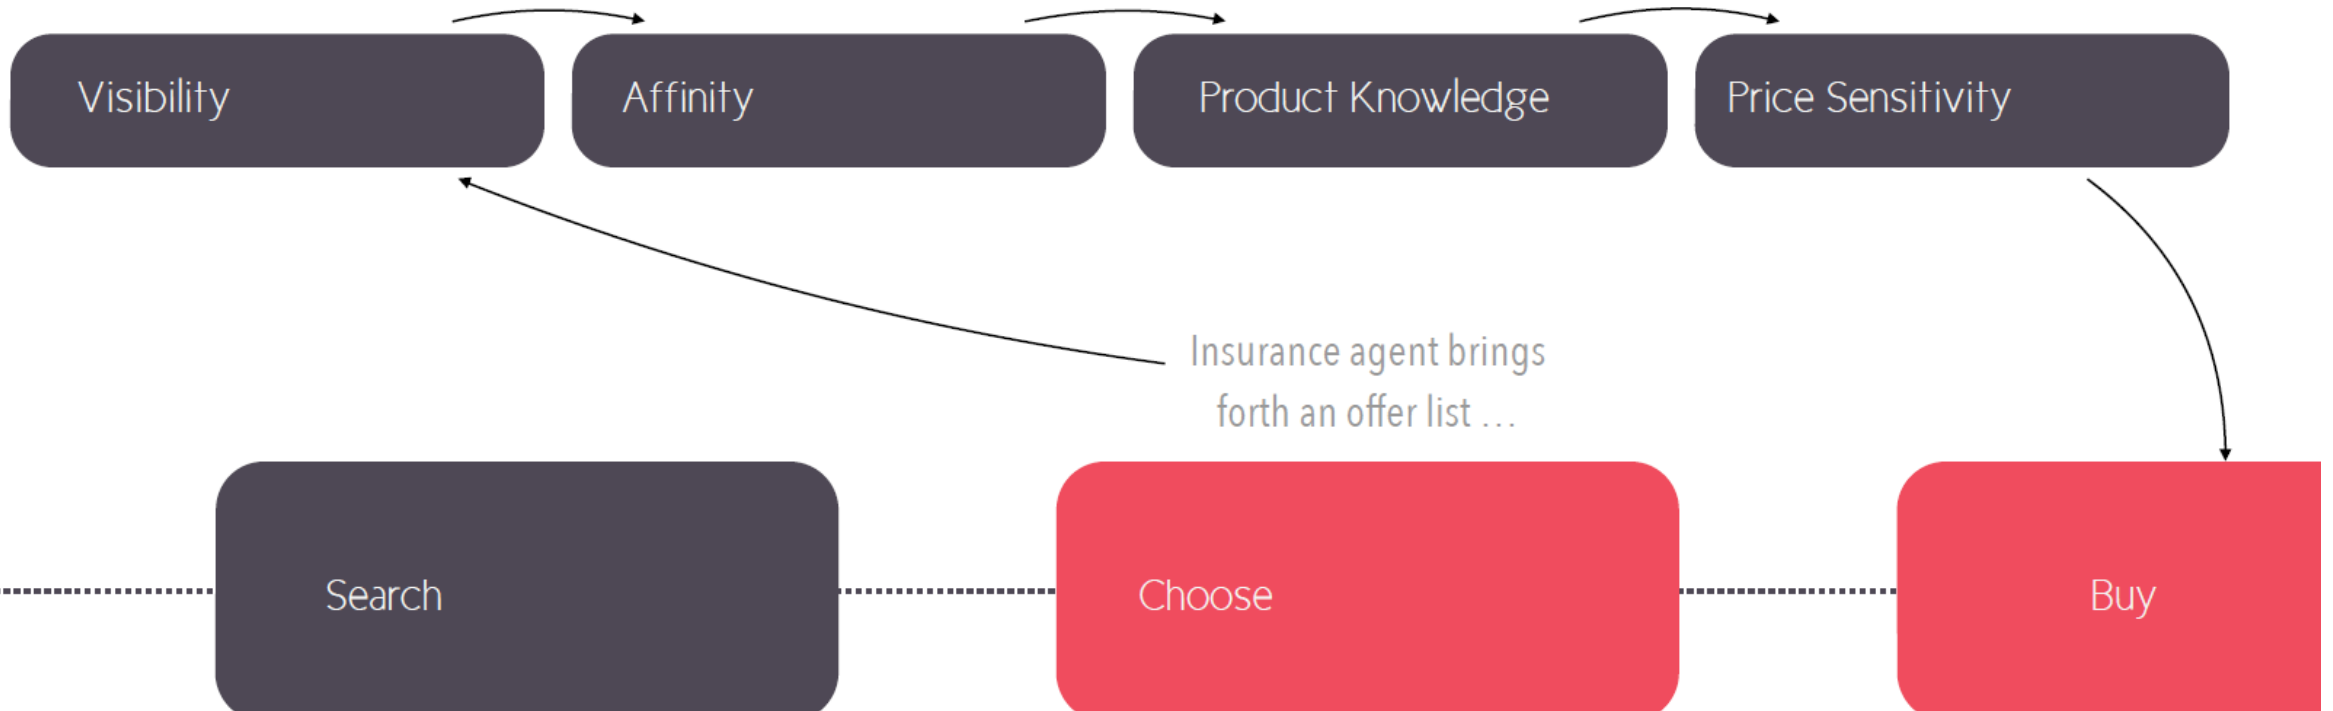 Visibility
Affinity
Product Knowledge
Price Sensitivity
Insurance agent brings
forth an offer list ...
Search
Choose
Buy